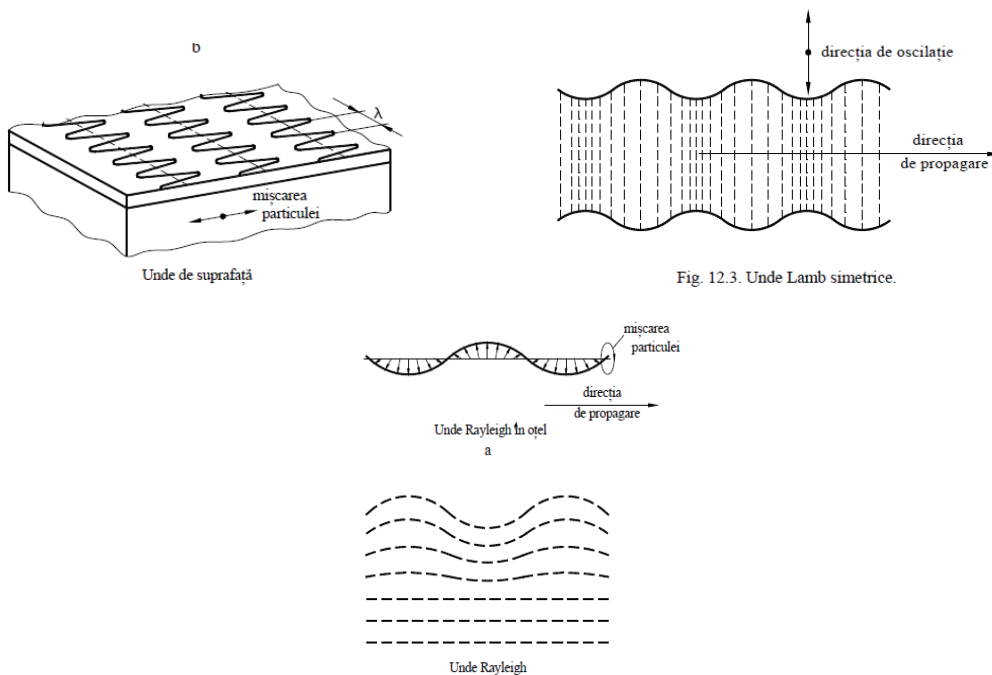 b
λ
mișcarea
particulei
Unde de suprafață
direcția de oscilație
direcția
de propagare
Fig. 12.3. Unde Lamb simetrice.
mișcarea
particulei
direcția
de propagare
Unde Rayleigh în oțel
a
Unde Rayleigh